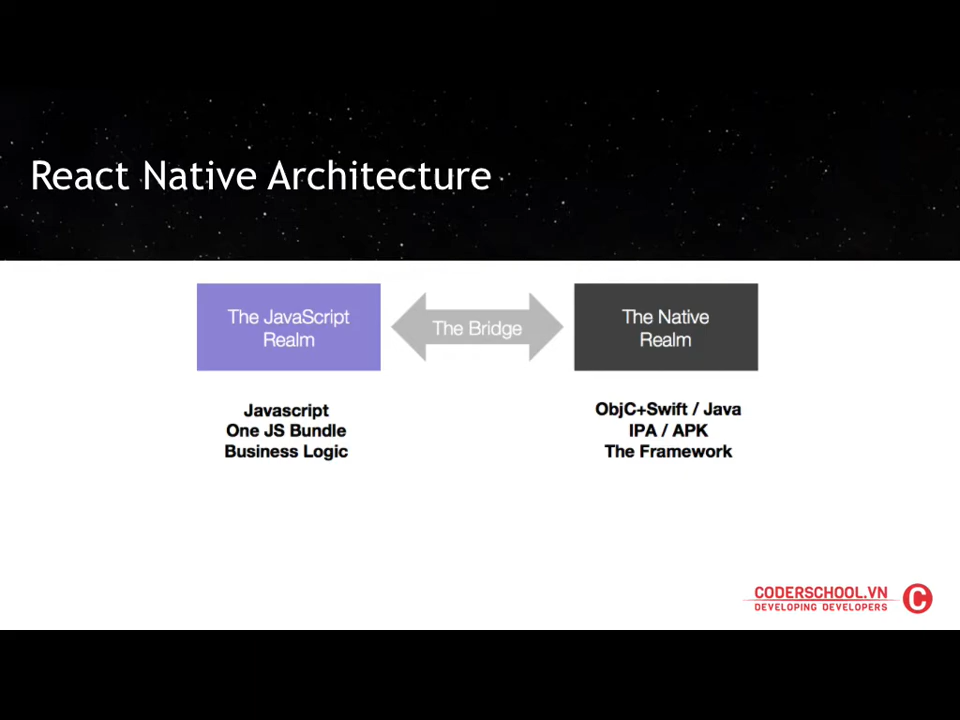 React Native Architecture
The JavaScript
Realm
The Bridge
The Native
Realm
Javascript
One JS Bundle
Business Logic
ObjC+Swift / Java
IPA / APK
The Framework
CODERSCHOOL.VN
DEVELOPING DEVELOPERS
C